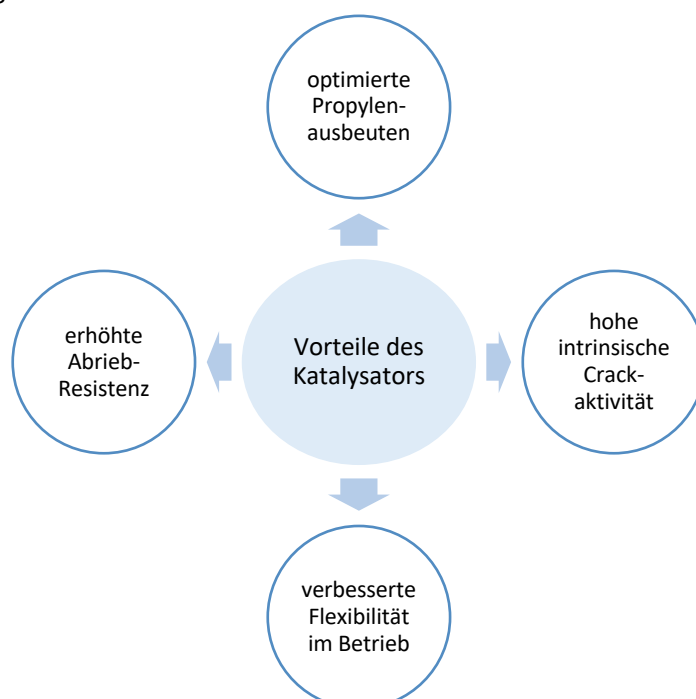 optimierte
Propylen-
ausbeuten
erhöhte
Abrieb-
Resistenz
Vorteile des
Katalysators
hohe
intrinsische
Crack-
aktivität
verbesserte
Flexibilität
im Betrieb